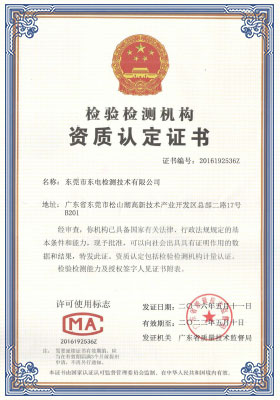 检验检测机构
资质认定证书
证书编号：2016192536Z
名称：东莞市东电检测技术有限公司
地址：广东省东莞市松山湖高新技术产业开发区总部二路17号
B201
经审查，你机构已具备国家有关法律、行政法规规定的基
本条件和能力，现予批准，可以向社会出具具有证明作用的数
据和结果，特发此证。资质认定包括检验检测机构计量认证。
检验检测能力及授权签字人见证书附表。
许可使用标志
MA
2016192536Z
发证日期：二〇一六年五月十一日
有效期至：二〇二二年五月十日
发证机关：广东省质量技术监督局
本证书由国家认证认可监督管理委员会监制，在中华人民共和国境内有效。